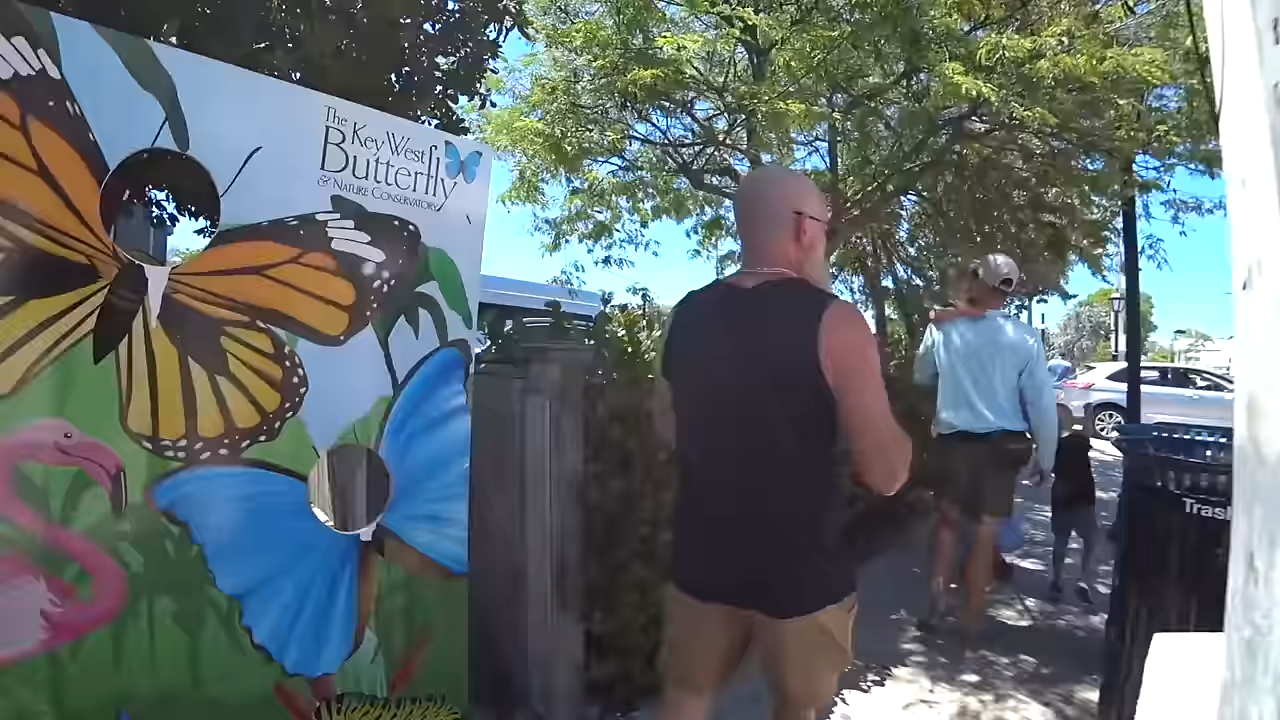 The
Key West
Butterfly
& Nature Conservatory
Trash